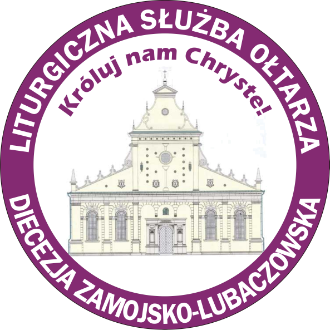 LITURGICZNA SŁUŻBA OŁTARZA
Króluj nam Chryste!
DIECEZJA ZAMOJSKO-LUBACZOWSKA